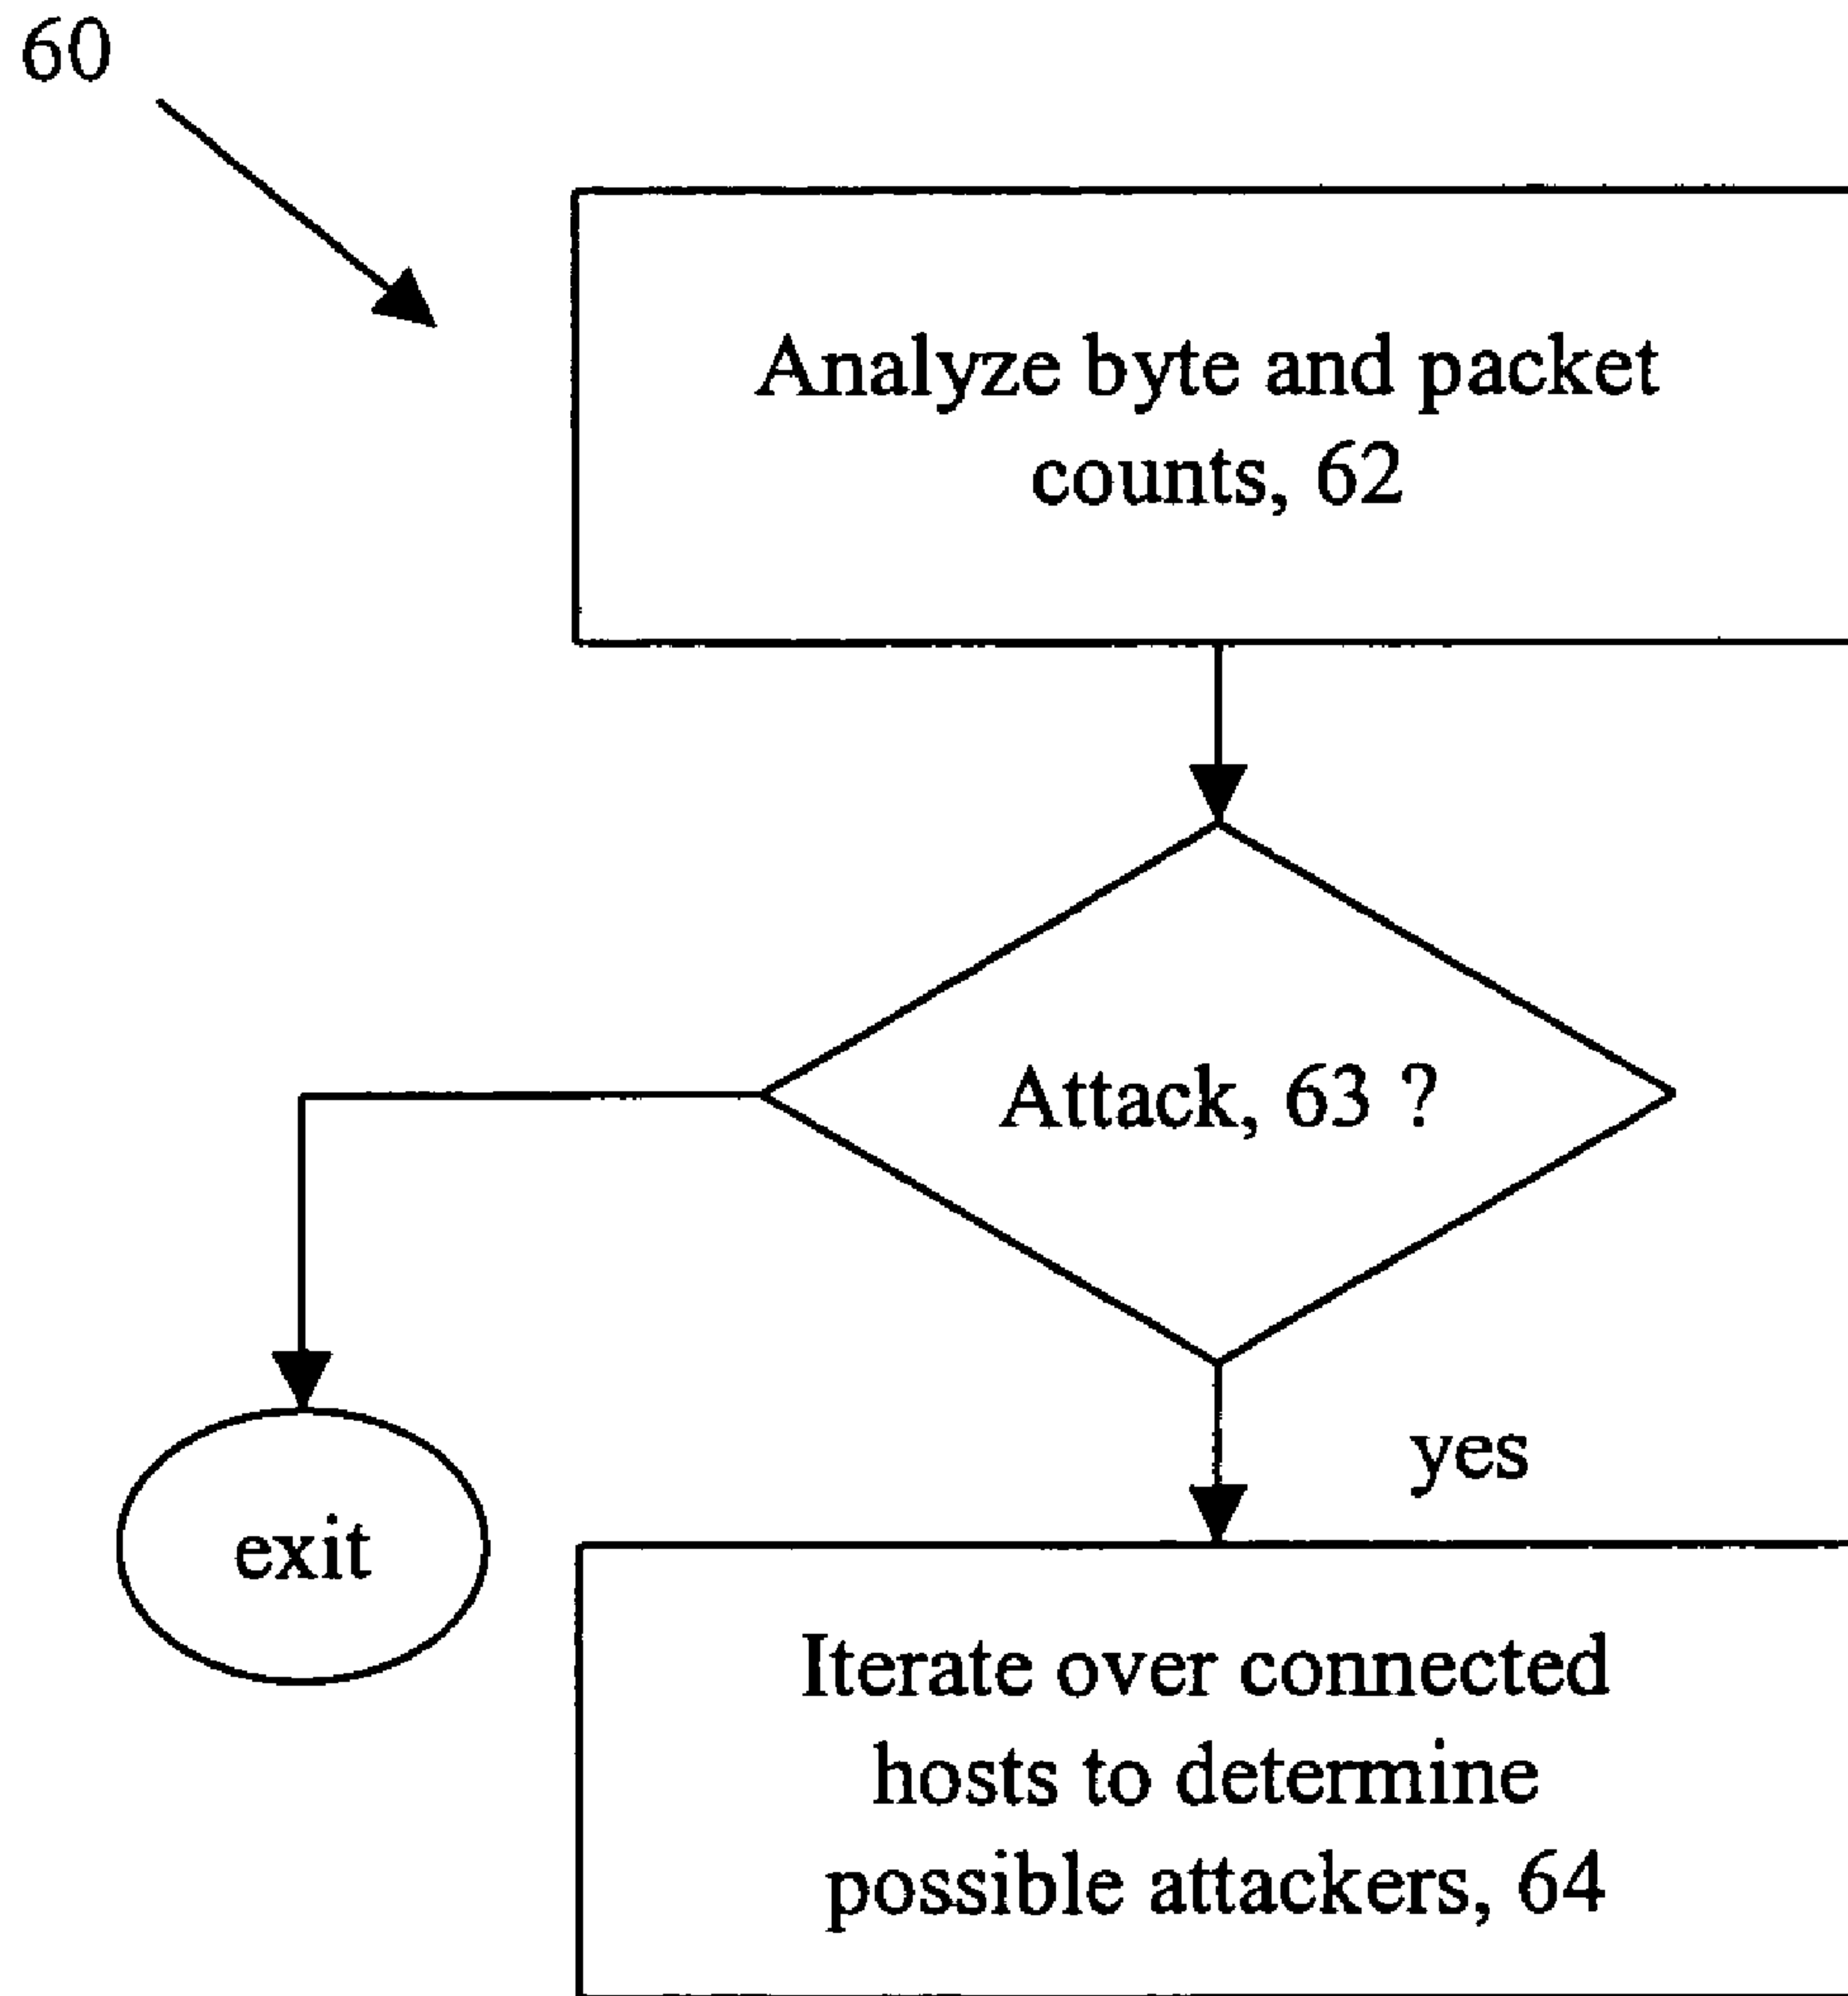 60
Analyze byte and packet
counts, 62
Attack, 63 ?
yes
exit
Iterate over connected
hosts to determine
possible attackers, 64